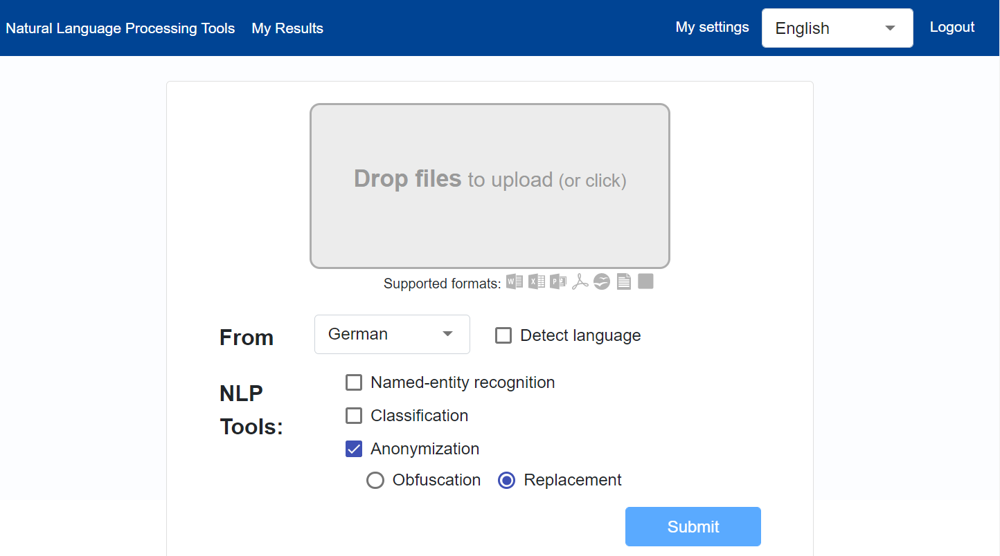 Natural Language Processing Tools My Results My settings English Logout
Drop files to upload (or click)
Supported formats:
From German Detect language
NLP Tools:
Named-entity recognition
Classification
Anonymization
Obfuscation Replacement
Submit